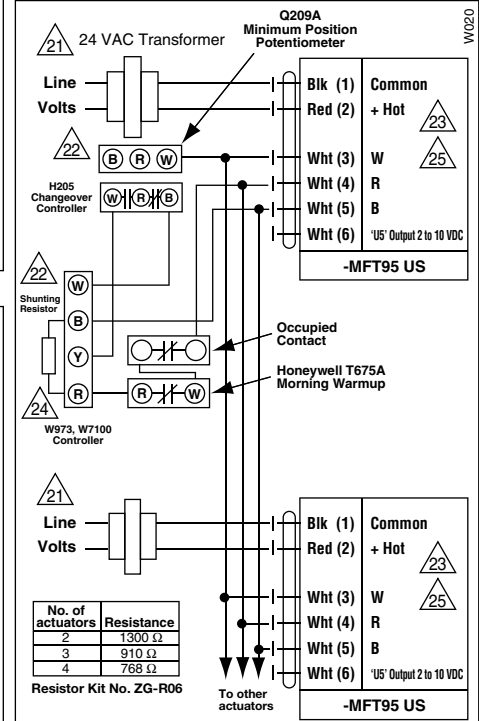 W020
Q209A
Minimum Position
Potentiometer
21 24 VAC Transformer
Line
Volts
Blk (1) Common
Red (2) + Hot
23
22
B R W
Wht (3) W
25
Wht (4) R
Wht (5) B
Wht (6) 'U5' Output 2 to 10 VDC
-MFT95 US
H205
Changeover
Controller
W R B
22
Shunting
Resistor
W
B
Y
R
24
W973, W7100
Controller
Occupied
Contact
R W
Honeywell T675A
Morning Warmup
21
Line
Volts
Blk (1) Common
Red (2) + Hot
23
Wht (3) W
25
Wht (4) R
Wht (5) B
Wht (6) 'U5' Output 2 to 10 VDC
-MFT95 US
No. of
actuators Resistance
2 1300 Ω
3 910 Ω
4 768 Ω
Resistor Kit No. ZG-R06
To other
actuators